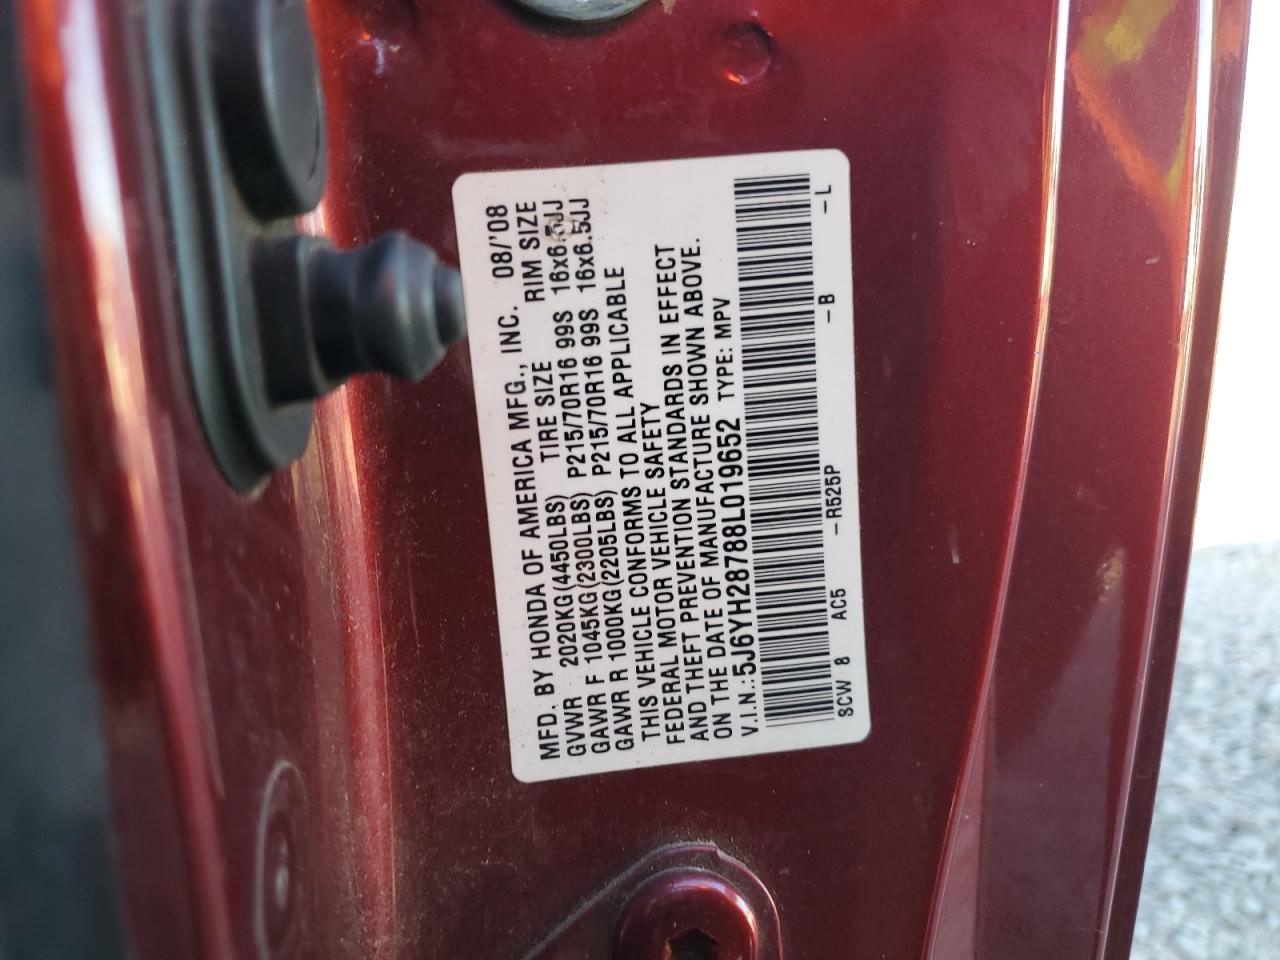 MFD. BY HONDA OF AMERICA MFG., INC. 08/'08
GVWR 2020KG(4450LBS) TIRE SIZE RIM SIZE
GAWR F 1045KG(2300LBS) P215/70R16 99S 16x6.5JJ
GAWR R 1000KG(2205LBS) P215/70R16 99S 16x6.5JJ
THIS VEHICLE CONFORMS TO ALL APPLICABLE
FEDERAL MOTOR VEHICLE SAFETY
AND THEFT PREVENTION STANDARDS IN EFFECT
ON THE DATE OF MANUFACTURE SHOWN ABOVE.
V.I.N.:5J6YH28788L019652 TYPE: MPV
SCW 8 AC5 –R525P –B –L